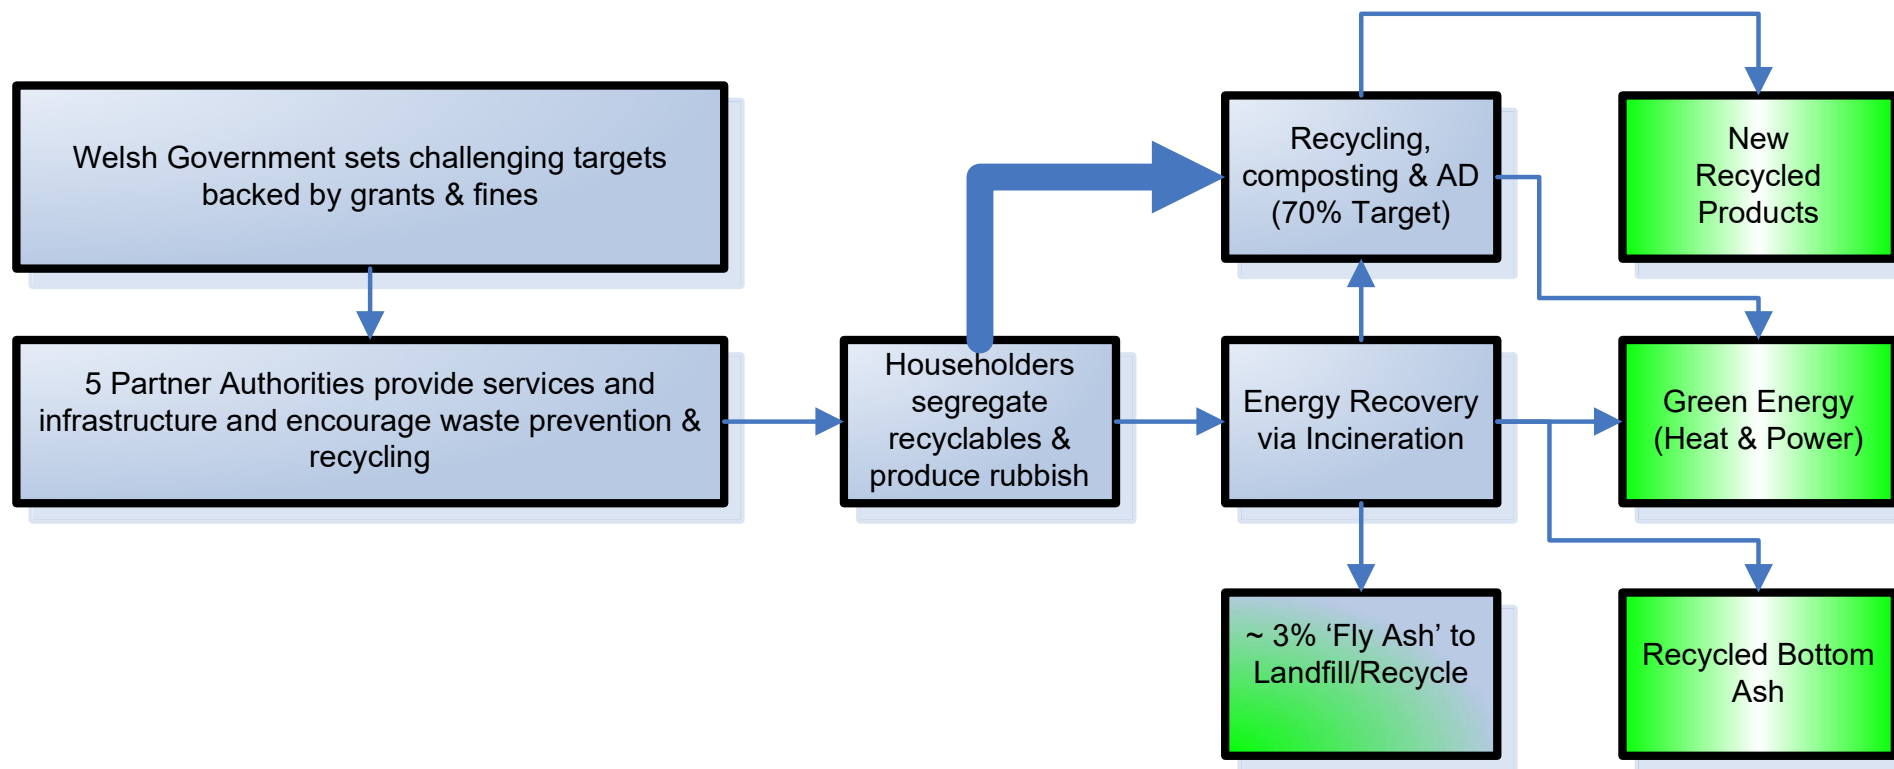 Welsh Government sets challenging targets
backed by grants & fines
5 Partner Authorities provide services and
infrastructure and encourage waste prevention &
recycling
Householders
segregate
recyclables &
produce rubbish
Recycling,
composting & AD
(70% Target)
New
Recycled
Products
Energy Recovery
via Incineration
Green Energy
(Heat & Power)
~ 3% ‘Fly Ash’ to
Landfill/Recycle
Recycled Bottom
Ash